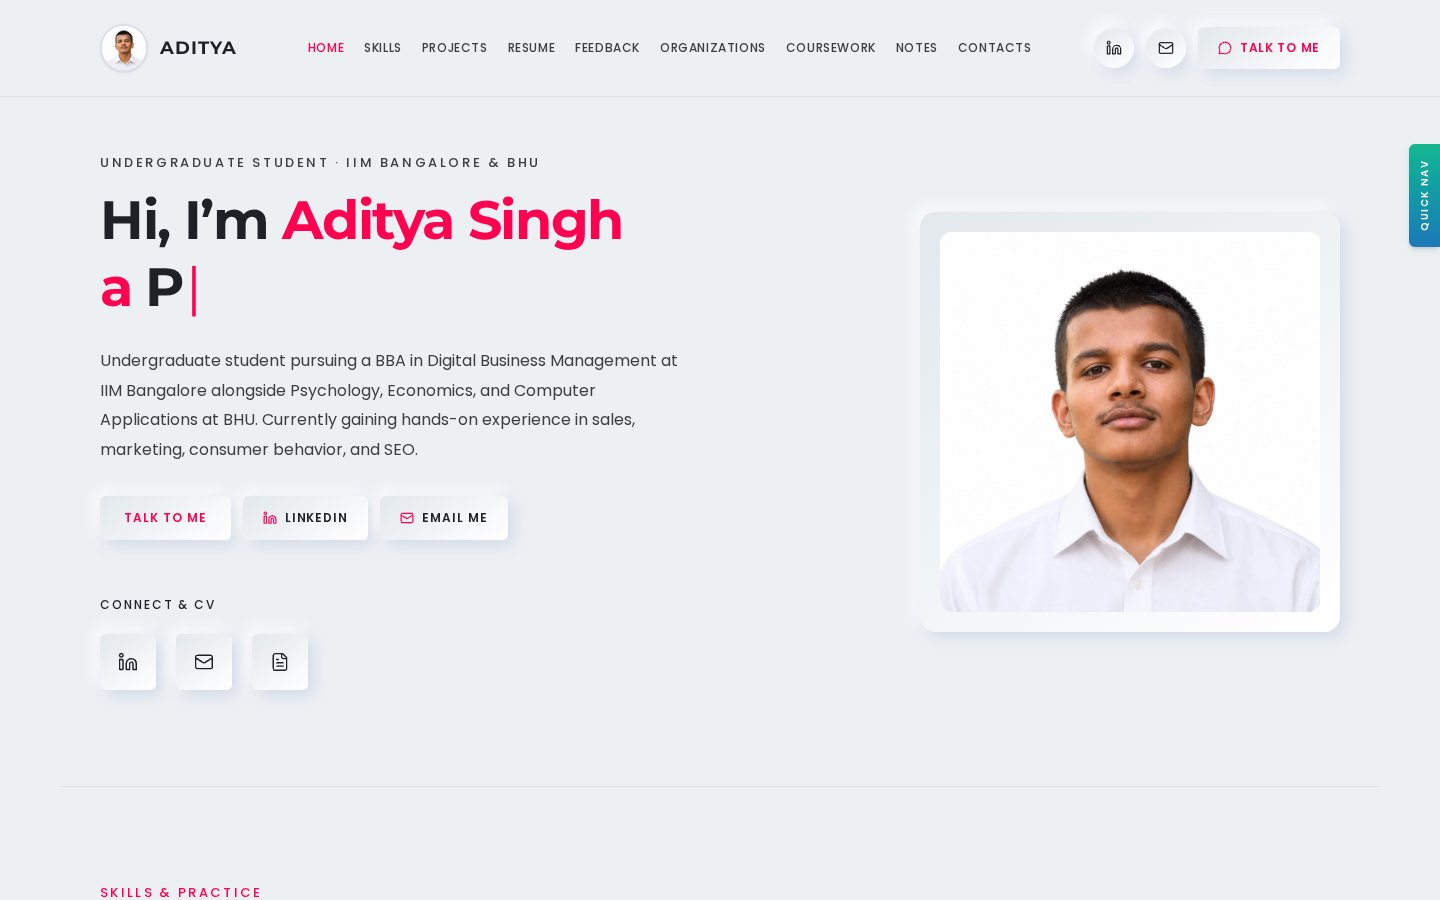 ADITYA
HOME SKILLS PROJECTS RESUME FEEDBACK ORGANIZATIONS COURSEWORK NOTES CONTACTS
TALK TO ME
QUICK NAV
UNDERGRADUATE STUDENT · IIM BANGALORE & BHU
Hi, I’m Aditya Singh
a P
Undergraduate student pursuing a BBA in Digital Business Management at
IIM Bangalore alongside Psychology, Economics, and Computer
Applications at BHU. Currently gaining hands-on experience in sales,
marketing, consumer behavior, and SEO.
TALK TO ME LINKEDIN EMAIL ME
CONNECT & CV
SKILLS & PRACTICE